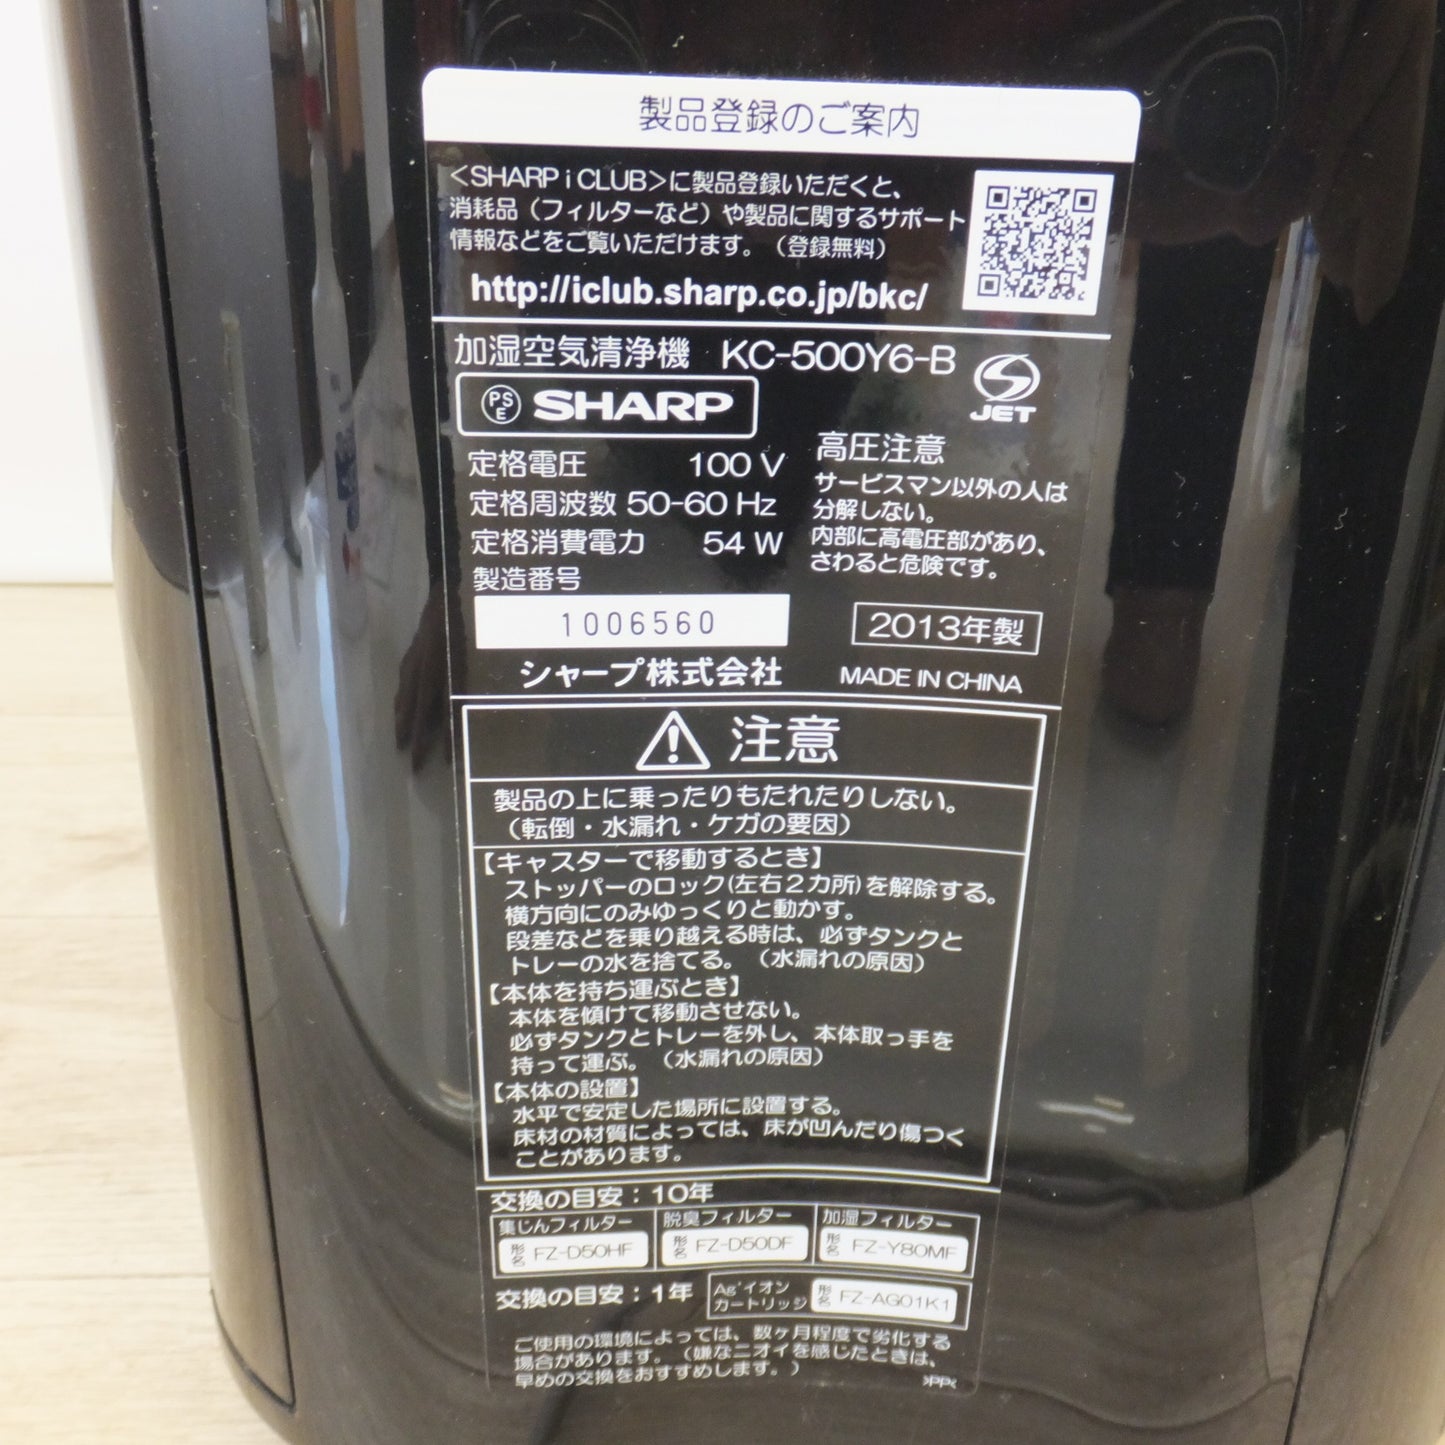 製品登録のご案内
<SHARP i CLUB>に製品登録いただくと、
消耗品（フィルターなど）や製品に関するサポート
情報などをご覧いただけます。（登録無料）
http://iclub.sharp.co.jp/bkc/
加湿空気清浄機 KC-500Y6-B
JET
PS
E
SHARP
定格電圧 100 V
定格周波数 50-60 Hz
定格消費電力 54 W
製造番号
1006560
シャープ株式会社
高圧注意
サービスマン以外の人は
分解しない。
内部に高電圧部があり、
さわると危険です。
2013年製
MADE IN CHINA
注意
製品の上に乗ったりもたれたりしない。
（転倒・水漏れ・ケガの要因）
【キャスターで移動するとき】
ストッパーのロック(左右2カ所)を解除する。
横方向にのみゆっくりと動かす。
段差などを乗り越える時は、必ずタンクと
トレーの水を捨てる。（水漏れの原因）
【本体を持ち運ぶとき】
本体を傾けて移動させない。
必ずタンクとトレーを外し、本体取っ手を
持って運ぶ。（水漏れの原因）
【本体の設置】
水平で安定した場所に設置する。
床材の材質によっては、床が凹んだり傷つく
ことがあります。
交換の目安：10年
集じんフィルター
形名 FZ-D50HF
脱臭フィルター
形名 FZ-D50DF
加湿フィルター
形名 FZ-Y80MF
交換の目安：1年
Ag⁺イオン
カートリッジ
形名 FZ-AG01K1
ご使用の環境によっては、数ヶ月程度で劣化する
場合があります。（嫌なニオイを感じたときは、
早めの交換をおすすめします。）
>PP<